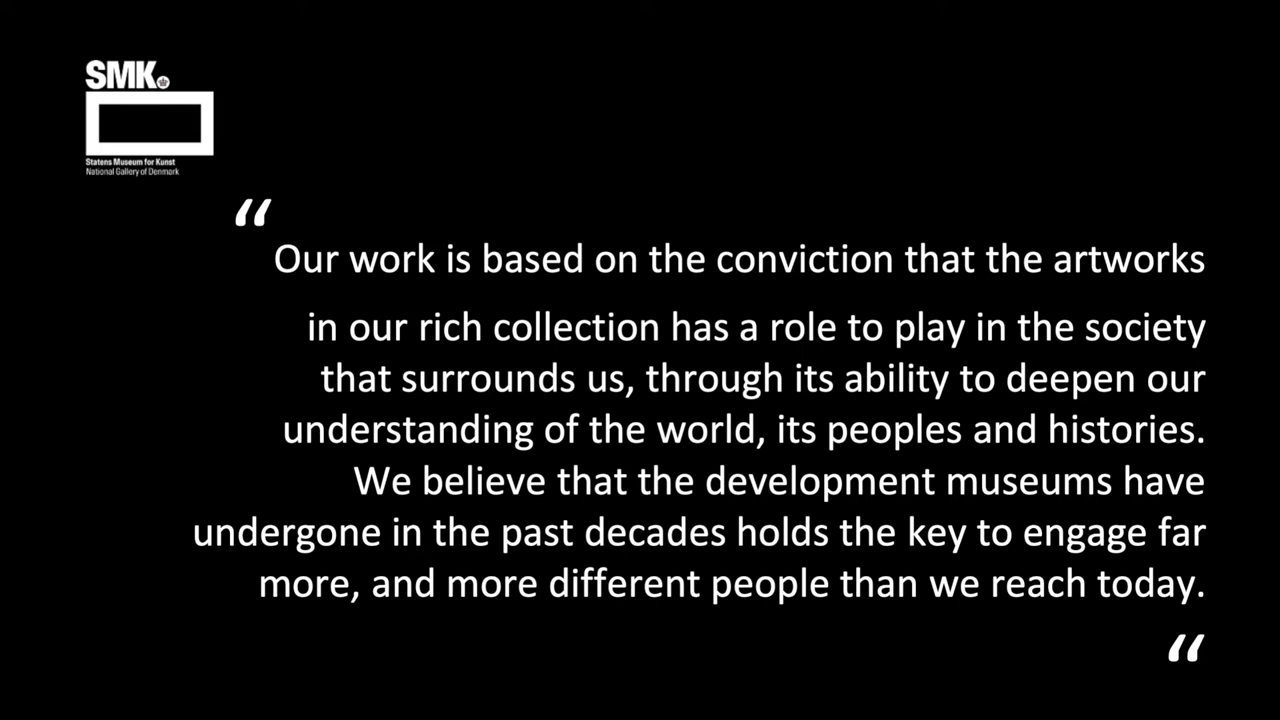 SMK.
Statens Museum for Kunst
National Gallery of Denmark
“
Our work is based on the conviction that the artworks
in our rich collection has a role to play in the society
that surrounds us, through its ability to deepen our
understanding of the world, its peoples and histories.
We believe that the development museums have
undergone in the past decades holds the key to engage far
more, and more different people than we reach today.
“